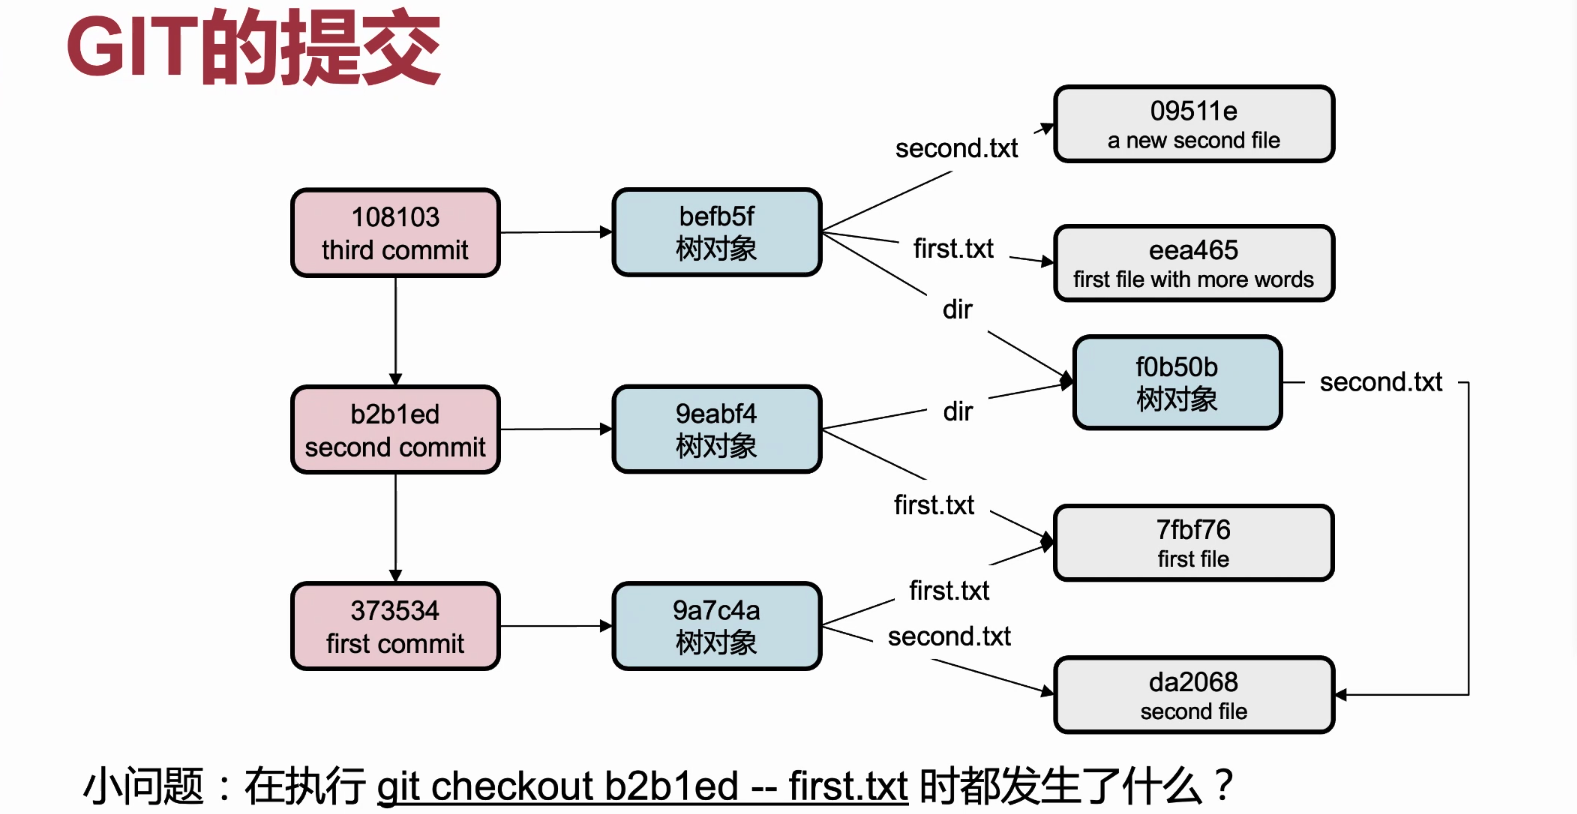 GIT的提交
09511e
a new second file
second.txt
108103
third commit
befb5f
树对象
first.txt
eea465
first file with more words
dir
f0b50b
树对象
second.txt
b2b1ed
second commit
9eabf4
树对象
dir
first.txt
7fbf76
first file
first.txt
373534
first commit
9a7c4a
树对象
second.txt
da2068
second file
小问题：在执行 git checkout b2b1ed -- first.txt 时都发生了什么？